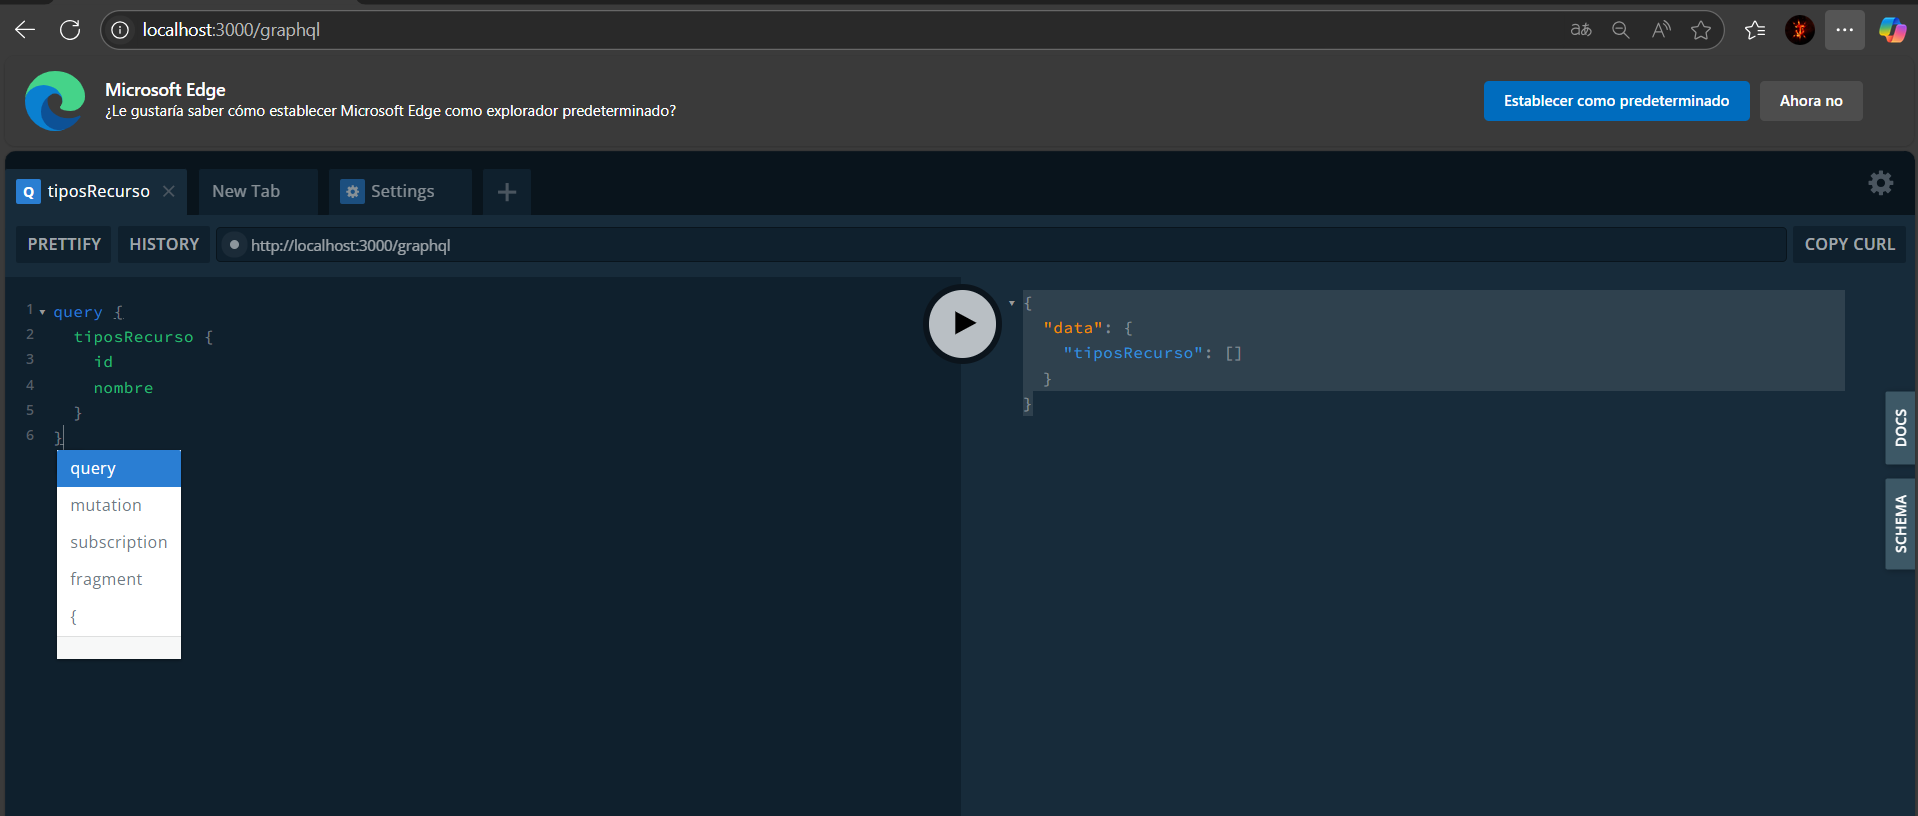 localhost:3000/graphql
Microsoft Edge
¿Le gustaría saber cómo establecer Microsoft Edge como explorador predeterminado?
Establecer como predeterminado
Ahora no
Q tiposRecurso
New Tab
Settings
PRETTIFY
HISTORY
http://localhost:3000/graphql
COPY CURL
1 query {
2 tiposRecurso {
3 id
4 nombre
5 }
6 }
query
mutation
subscription
fragment
{
{
"data": {
"tiposRecurso": []
}
}
DOCS
SCHEMA